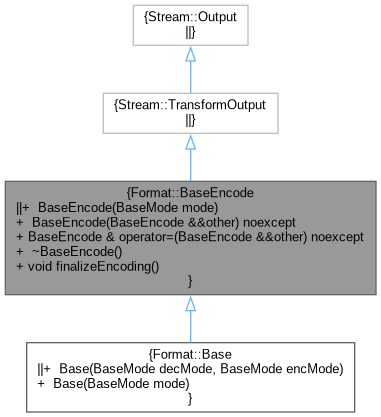 {Stream::Output
||}
{Stream::TransformOutput
||}
{Format::BaseEncode
||+  BaseEncode(BaseMode mode)
+  BaseEncode(BaseEncode &&other) noexcept
+ BaseEncode & operator=(BaseEncode &&other) noexcept
+  ~BaseEncode()
+ void finalizeEncoding()
}
{Format::Base
||+  Base(BaseMode decMode, BaseMode encMode)
+  Base(BaseMode mode)
}